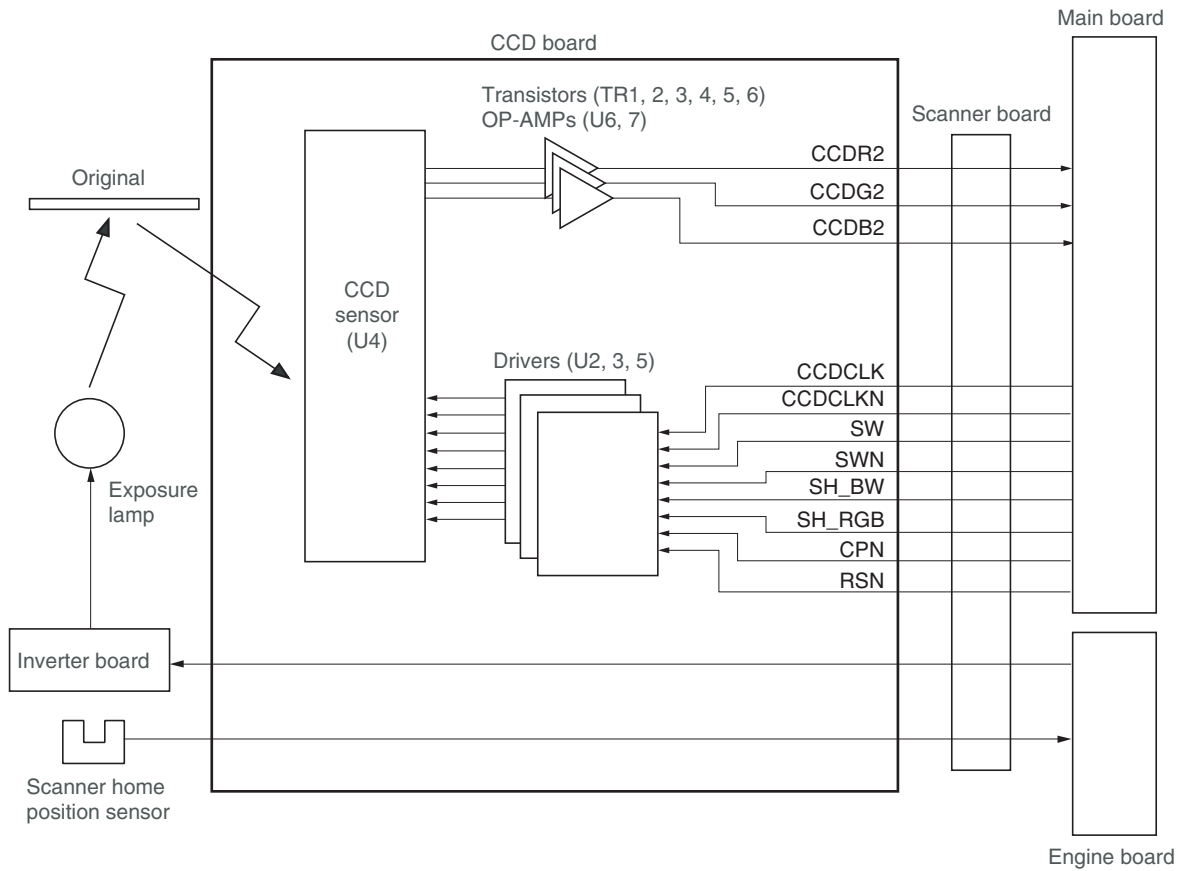 Main board
CCD board
Transistors (TR1, 2, 3, 4, 5, 6)
OP-AMPs (U6, 7)
Scanner board
CCDR2
Original
CCDG2
CCDB2
CCD
sensor
(U4)
Drivers (U2, 3, 5)
CCDCLK
CCDCLKN
SW
SWN
SH_BW
Exposure
lamp
SH_RGB
CPN
RSN
Inverter board
Scanner home
position sensor
Engine board